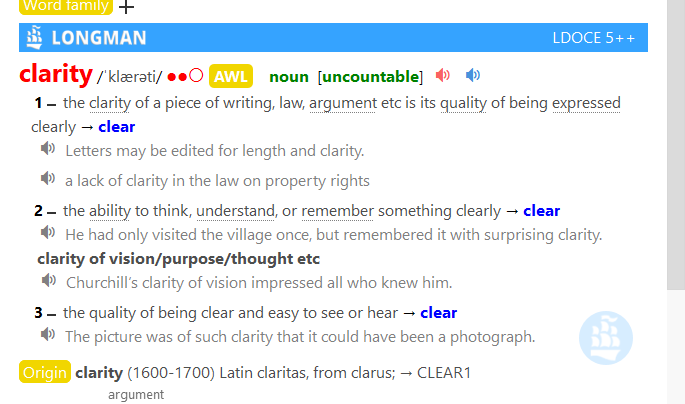 Word family +
LONGMAN LDOCE 5++
clarity /ˈklærəti/ ●●○ AWL noun [uncountable]
1 – the clarity of a piece of writing, law, argument etc is its quality of being expressed
clearly → clear
Letters may be edited for length and clarity.
a lack of clarity in the law on property rights
2 – the ability to think, understand, or remember something clearly → clear
He had only visited the village once, but remembered it with surprising clarity.
clarity of vision/purpose/thought etc
Churchill’s clarity of vision impressed all who knew him.
3 – the quality of being clear and easy to see or hear → clear
The picture was of such clarity that it could have been a photograph.
Origin clarity (1600-1700) Latin claritas, from clarus; → CLEAR1
argument